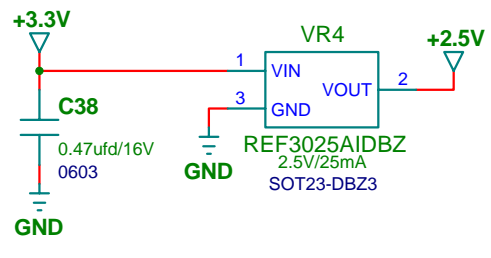 +3.3V
VR4
+2.5V
1
VIN
VOUT
2
C38
3
GND
0.47ufd/16V
REF3025AIDBZ
2.5V/25mA
0603
GND
SOT23-DBZ3
GND